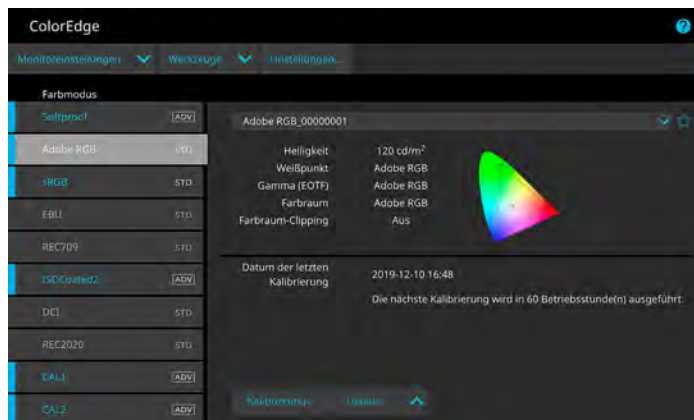 ColorEdge
Monitoreinstellungen Werkzeuge Einstellungen...
Farbmodus
Softproof ADV
Adobe RGB STD
sRGB STD
EBU STD
REC709 STD
ISOCoated2 ADV
DCI STD
REC2020 STD
CAL1 ADV
CAL2 ADV
Adobe RGB_00000001
Helligkeit 120 cd/m²
Weißpunkt Adobe RGB
Gamma (EOTF) Adobe RGB
Farbraum Adobe RGB
Farbraum-Clipping Aus
Datum der letzten
Kalibrierung 2019-12-10 16:48
Die nächste Kalibrierung wird in 60 Betriebsstunde(n) ausgeführt
Kalibrierung